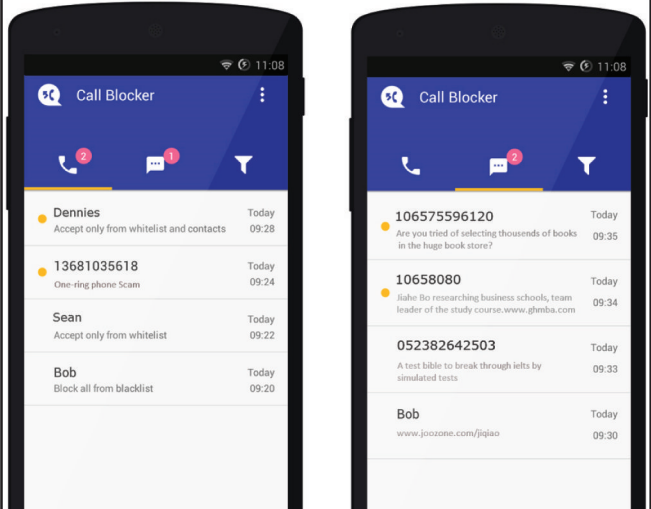 11:08
Call Blocker
2
1
Dennies
Today
Accept only from whitelist and contacts
09:28
13681035618
Today
One-ring phone Scam
09:24
Sean
Today
Accept only from whitelist
09:22
Bob
Today
Block all from blacklist
09:20
11:08
Call Blocker
2
106575596120
Today
Are you tried of selecting thousends of books
09:35
in the huge book store?
10658080
Today
Jiahe Bo researching business schools, team
09:34
leader of the study course.www.ghmba.com
052382642503
Today
A test bible to break through ielts by
09:33
simulated tests
Bob
Today
www.joozone.com/jiqiao
09:30